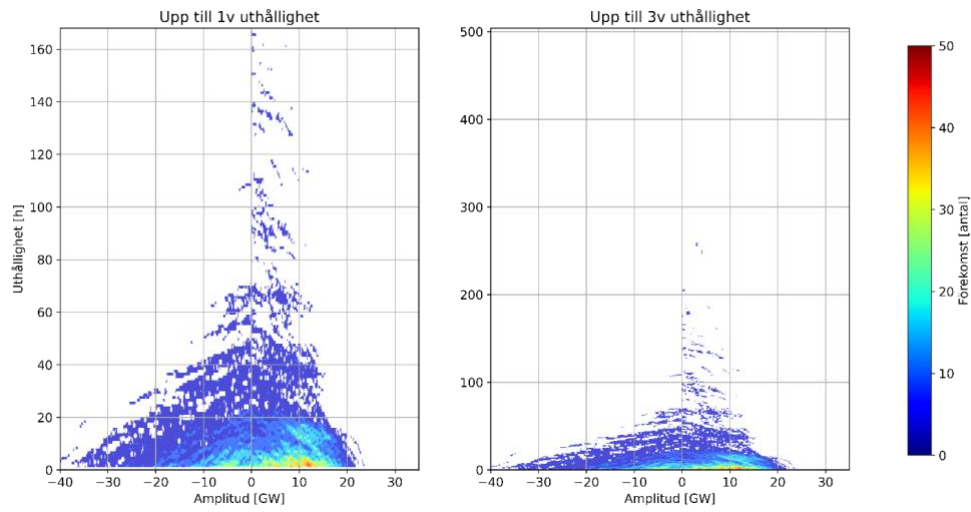 Upp till 1v uthållighet
Uthållighet [h]
160
140
120
100
80
60
40
20
0
−40 −30 −20 −10 0 10 20 30
Amplitud [GW]
Upp till 3v uthållighet
500
400
300
200
100
0
−40 −30 −20 −10 0 10 20 30
Amplitud [GW]
50
40
30
20
10
0
Förekomst [antal]